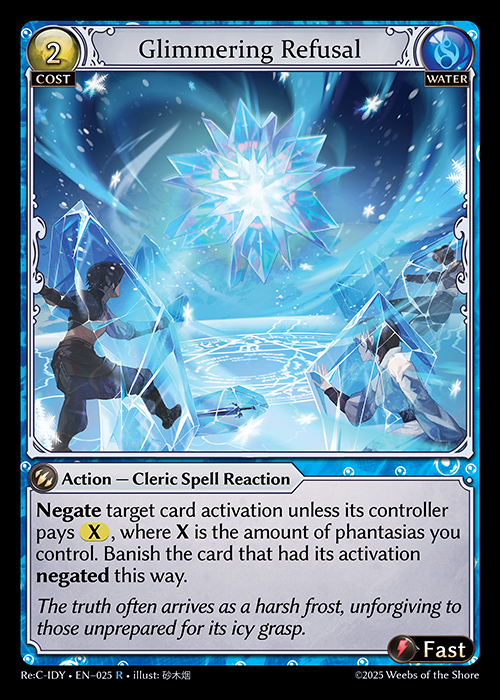 2
Glimmering Refusal
COST
WATER
Action — Cleric Spell Reaction
Negate target card activation unless its controller
pays X, where X is the amount of phantasias you
control. Banish the card that had its activation
negated this way.
The truth often arrives as a harsh frost, unforgiving to
those unprepared for its icy grasp.
Fast
Re:C-IDY • EN-025 R • illust: 砂木烟
©2025 Weebs of the Shore